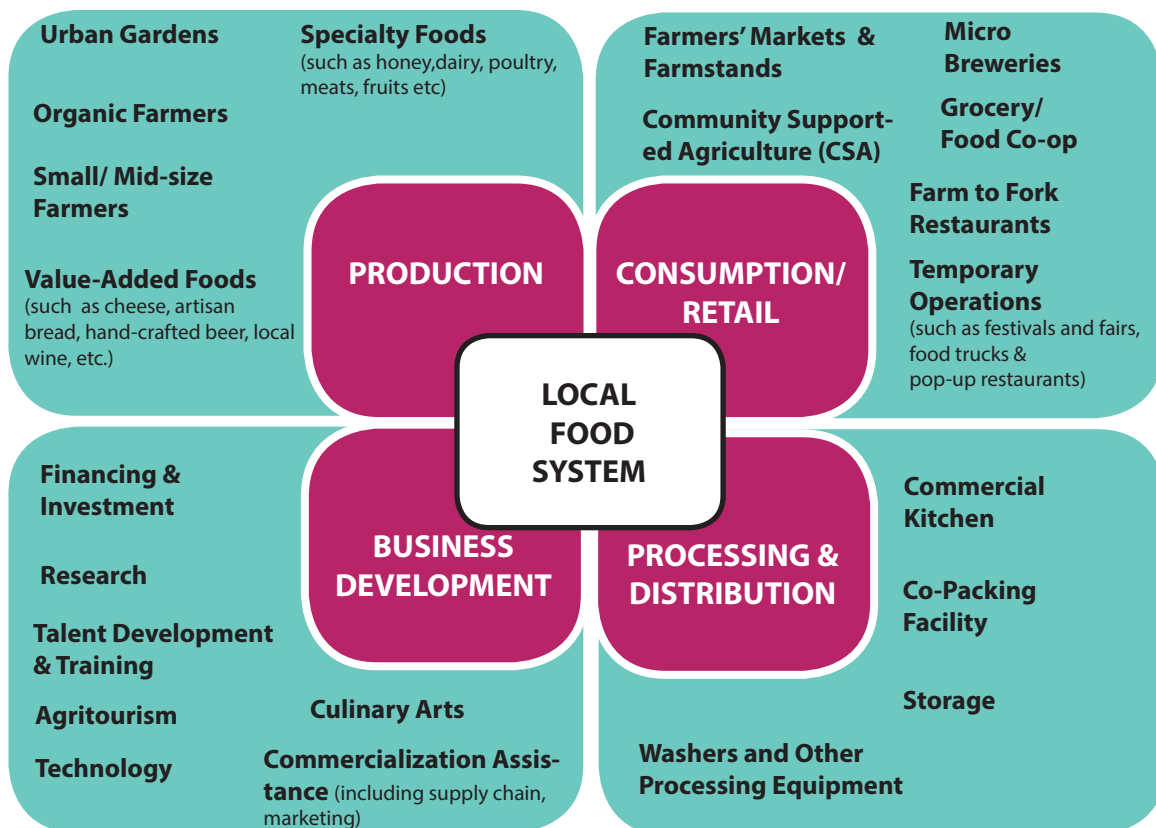 Urban Gardens
Specialty Foods
(such as honey,dairy, poultry,
meats, fruits etc)
Organic Farmers
Small/ Mid-size
Farmers
Value-Added Foods
(such as cheese, artisan
bread, hand-crafted beer, local
wine, etc.)
PRODUCTION
Farmers’ Markets &
Farmstands
Micro
Breweries
Community Support-
ed Agriculture (CSA)
Grocery/
Food Co-op
Farm to Fork
Restaurants
Temporary
Operations
(such as festivals and fairs,
food trucks &
pop-up restaurants)
CONSUMPTION/
RETAIL
LOCAL
FOOD
SYSTEM
Financing &
Investment
Research
Talent Development
& Training
Agritourism
Technology
Culinary Arts
Commercialization Assis-
tance (including supply chain,
marketing)
BUSINESS
DEVELOPMENT
PROCESSING &
DISTRIBUTION
Commercial
Kitchen
Co-Packing
Facility
Storage
Washers and Other
Processing Equipment